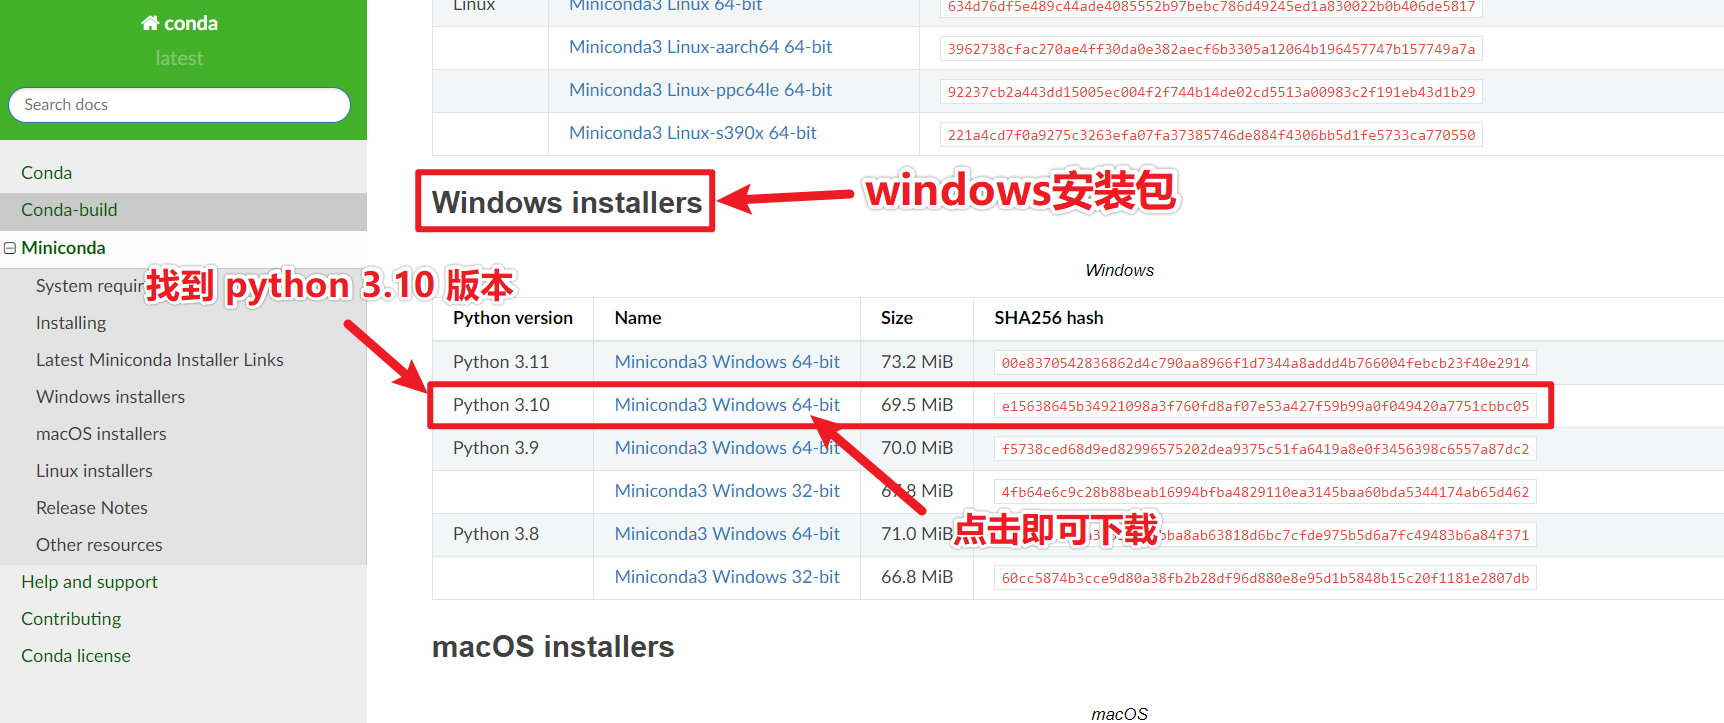 conda
latest
Search docs
Conda
Conda-build
Miniconda
System requir
Installing
Latest Miniconda Installer Links
Windows installers
macOS installers
Linux installers
Release Notes
Other resources
Help and support
Contributing
Conda license
Linux Miniconda3 Linux 64-bit 634d76df5e489c44ade4085552b97bebc786d49245ed1a830022b0b406de5817
Miniconda3 Linux-aarch64 64-bit 3962738cfac270ae4ff30da0e382aecf6b3305a12064b196457747b157749a7a
Miniconda3 Linux-ppc64le 64-bit 92237cb2a443dd15005ec004f2f744b14de02cd5513a00983c2f191eb43d1b29
Miniconda3 Linux-s390x 64-bit 221a4cd7f0a9275c3263efa07fa37385746de884f4306bb5d1fe5733ca770550
Windows installers
windows安装包
Windows
找到 python 3.10 版本
Python version Name Size SHA256 hash
Python 3.11 Miniconda3 Windows 64-bit 73.2 MiB 00e8370542836862d4c790aa8966f1d7344a8addd4b766004febcb23f40e2914
Python 3.10 Miniconda3 Windows 64-bit 69.5 MiB e15638645b34921098a3f760fd8af07e53a427f59b99a0f049420a7751cbbc05
Python 3.9 Miniconda3 Windows 64-bit 70.0 MiB f5738ced68d9ed82996575202dea9375c51fa6419a8e0f3456398c6557a87dc2
Miniconda3 Windows 32-bit 67.8 MiB 4fb64e6c9c28b88beab16994bfba4829110ea3145baa60bda5344174ab65d462
Python 3.8 Miniconda3 Windows 64-bit 71.0 MiB
点击即可下载
Miniconda3 Windows 32-bit 66.8 MiB 60cc5874b3cce9d80a38fb2b28df96d880e8e95d1b5848b15c20f1181e2807db
macOS installers
macOS